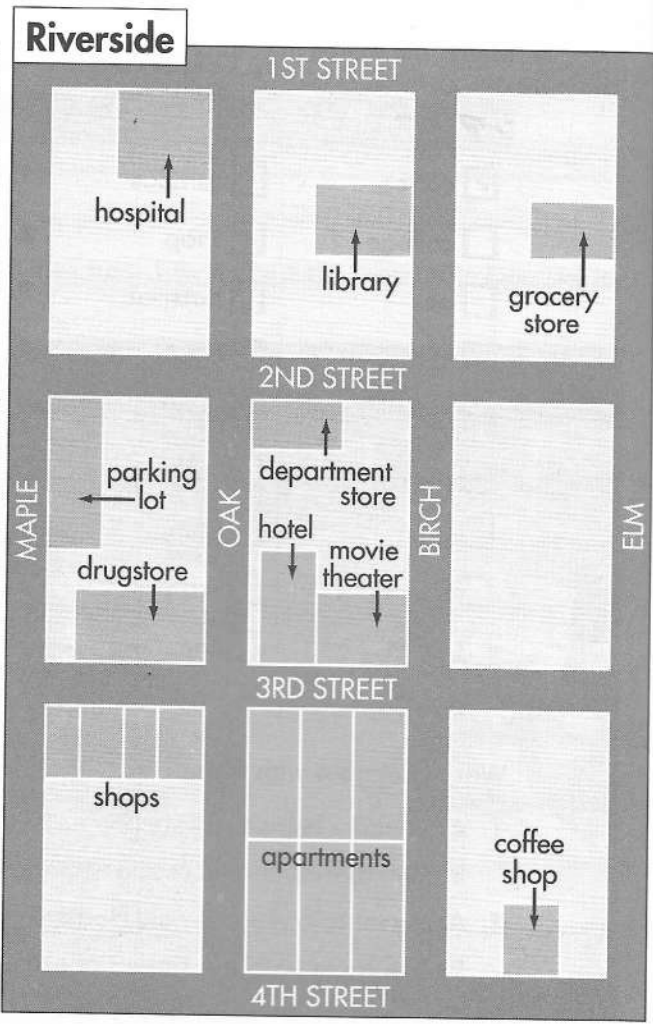 Riverside
1ST STREET
hospital
library
grocery
store
2ND STREET
MAPLE
parking
lot
OAK
department
store
BIRCH
ELM
hotel
movie
theater
drugstore
3RD STREET
shops
apartments
coffee
shop
4TH STREET